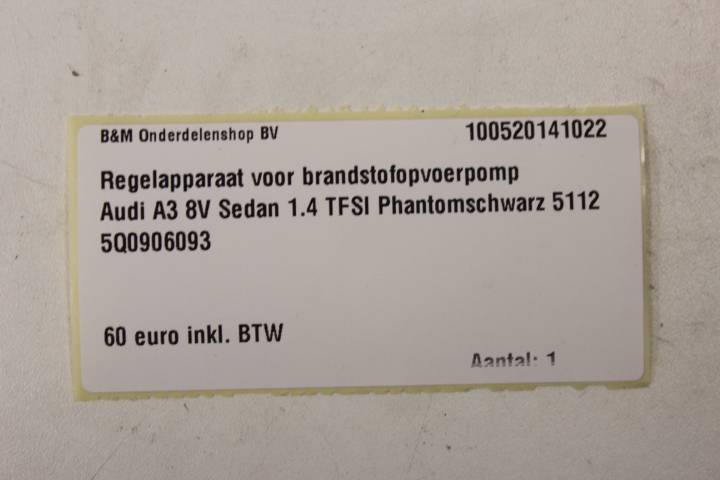 B&M Onderdelenshop BV 100520141022
Regelapparaat voor brandstofopvoerpomp
Audi A3 8V Sedan 1.4 TFSI Phantomschwarz 5112
5Q0906093
60 euro inkl. BTW
Aantal: 1